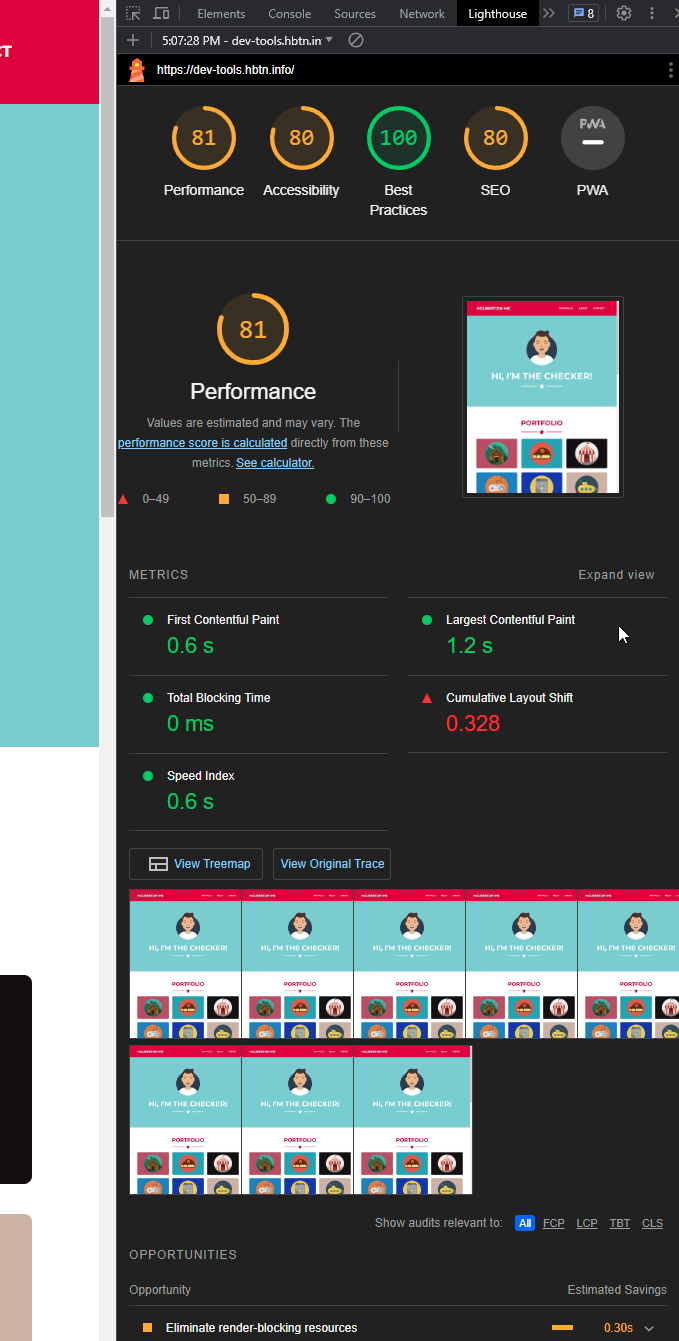 CT
Elements Console Sources Network Lighthouse 8
5:07:28 PM - dev-tools.hbtn.in
https://dev-tools.hbtn.info/
81 80 100 80 PWA
Performance Accessibility Best Practices SEO PWA
81
Performance
Values are estimated and may vary. The
performance score is calculated directly from these
metrics. See calculator.
0–49 50–89 90–100
HOLBERTON HS PORTFOLIO ABOUT CONTACT
HI, I'M THE CHECKER!
PORTFOLIO
METRICS Expand view
First Contentful Paint
0.6 s
Largest Contentful Paint
1.2 s
Total Blocking Time
0 ms
Cumulative Layout Shift
0.328
Speed Index
0.6 s
View Treemap View Original Trace
HI, I'M THE CHECKER! HI, I'M THE CHECKER! HI, I'M THE CHECKER! HI, I'M THE CHECKER! HI, I'M THE CHECKER!
PORTFOLIO PORTFOLIO PORTFOLIO PORTFOLIO PORTFOLIO
HI, I'M THE CHECKER! HI, I'M THE CHECKER! HI, I'M THE CHECKER!
PORTFOLIO PORTFOLIO PORTFOLIO
Show audits relevant to: All FCP LCP TBT CLS
OPPORTUNITIES
Opportunity Estimated Savings
Eliminate render-blocking resources 0.30s